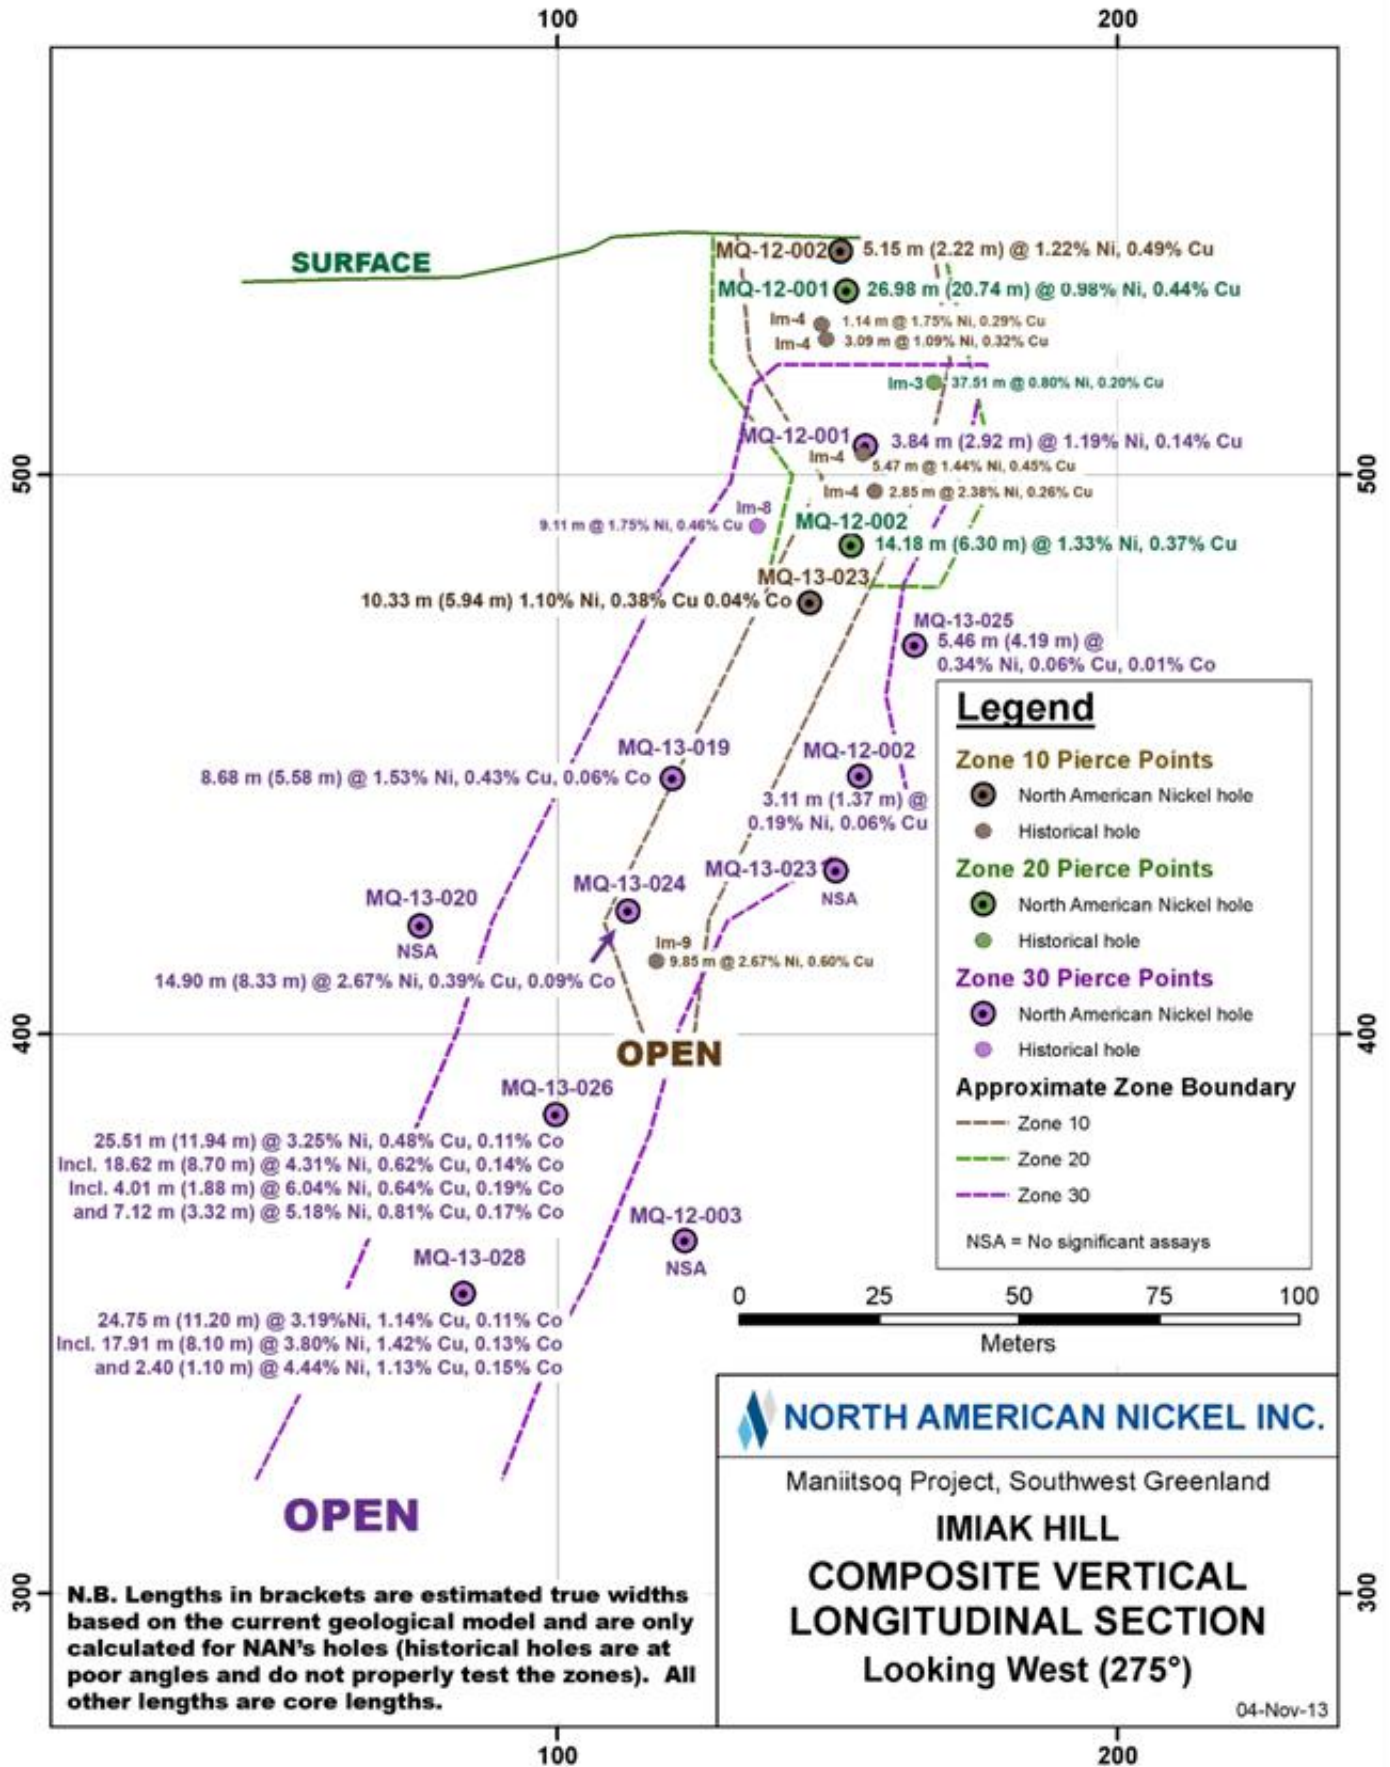 100 200
SURFACE
MQ-12-002 5.15 m (2.22 m) @ 1.22% Ni, 0.49% Cu
MQ-12-001 26.98 m (20.74 m) @ 0.98% Ni, 0.44% Cu
Im-4 1.14 m @ 1.75% Ni, 0.29% Cu
Im-4 3.09 m @ 1.09% Ni, 0.32% Cu
Im-3 37.51 m @ 0.80% Ni, 0.20% Cu
MQ-12-001 3.84 m (2.92 m) @ 1.19% Ni, 0.14% Cu
Im-4 5.47 m @ 1.44% Ni, 0.45% Cu
500 500
Im-4 2.85 m @ 2.38% Ni, 0.26% Cu
Im-8
9.11 m @ 1.75% Ni, 0.46% Cu
MQ-12-002
14.18 m (6.30 m) @ 1.33% Ni, 0.37% Cu
MQ-13-023
10.33 m (5.94 m) 1.10% Ni, 0.38% Cu 0.04% Co
MQ-13-025
5.46 m (4.19 m) @
0.34% Ni, 0.06% Cu, 0.01% Co
MQ-13-019
8.68 m (5.58 m) @ 1.53% Ni, 0.43% Cu, 0.06% Co
MQ-12-002
3.11 m (1.37 m) @
0.19% Ni, 0.06% Cu
MQ-13-023
NSA
MQ-13-024
14.90 m (8.33 m) @ 2.67% Ni, 0.39% Cu, 0.09% Co
MQ-13-020
NSA
Im-9
9.85 m @ 2.67% Ni, 0.60% Cu
400 400
OPEN
MQ-13-026
25.51 m (11.94 m) @ 3.25% Ni, 0.48% Cu, 0.11% Co
Incl. 18.62 m (8.70 m) @ 4.31% Ni, 0.62% Cu, 0.14% Co
Incl. 4.01 m (1.88 m) @ 6.04% Ni, 0.64% Cu, 0.19% Co
and 7.12 m (3.32 m) @ 5.18% Ni, 0.81% Cu, 0.17% Co
MQ-12-003
NSA
MQ-13-028
24.75 m (11.20 m) @ 3.19%Ni, 1.14% Cu, 0.11% Co
Incl. 17.91 m (8.10 m) @ 3.80% Ni, 1.42% Cu, 0.13% Co
and 2.40 (1.10 m) @ 4.44% Ni, 1.13% Cu, 0.15% Co
OPEN
Legend
Zone 10 Pierce Points
North American Nickel hole
Historical hole
Zone 20 Pierce Points
North American Nickel hole
Historical hole
Zone 30 Pierce Points
North American Nickel hole
Historical hole
Approximate Zone Boundary
Zone 10
Zone 20
Zone 30
NSA = No significant assays
0 25 50 75 100
Meters
NORTH AMERICAN NICKEL INC.
Maniitsoq Project, Southwest Greenland
IMIAK HILL
COMPOSITE VERTICAL
LONGITUDINAL SECTION
Looking West (275°)
04-Nov-13
300 300
N.B. Lengths in brackets are estimated true widths
based on the current geological model and are only
calculated for NAN's holes (historical holes are at
poor angles and do not properly test the zones). All
other lengths are core lengths.
100 200